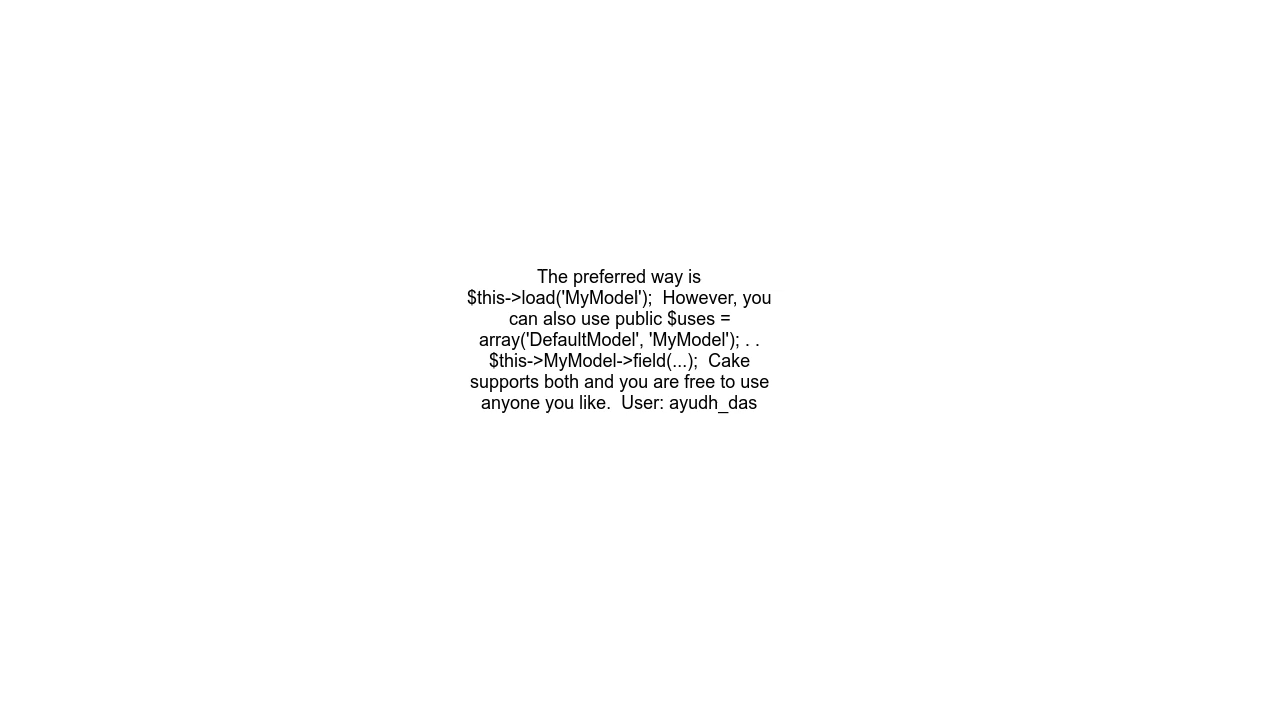 The preferred way is
$this->load('MyModel');  However, you
can also use public $uses =
array('DefaultModel', 'MyModel'); . .
$this->MyModel->field(...);  Cake
supports both and you are free to use
anyone you like.  User: ayudh_das